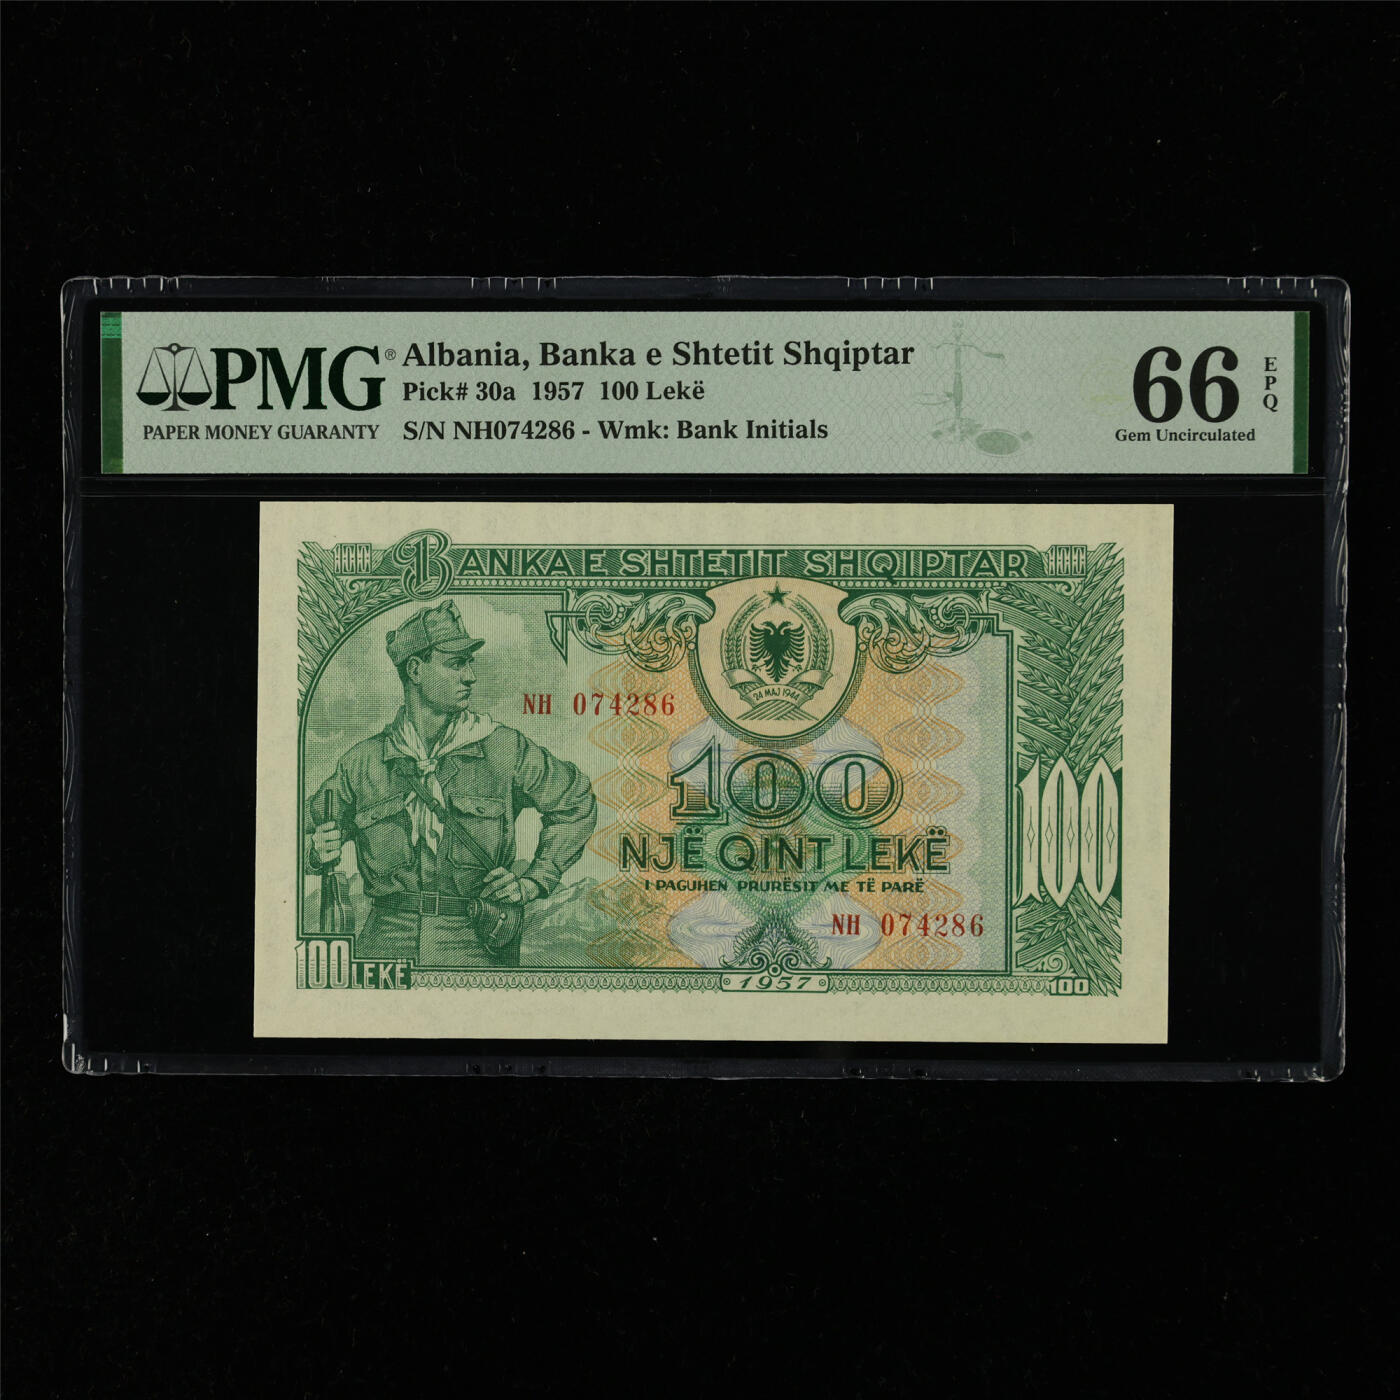 PMG®
PAPER MONEY GUARANTY
Albania, Banka e Shtetit Shqiptar
Pick# 30a 1957 100 Lekë
S/N NH074286 - Wmk: Bank Initials
66
EPQ
Gem Uncirculated
100 BANKA E SHTETIT SHQIPTAR 100
NH 074286
24 MAJ 1944
100
NJË QINT LEKË
I PAGUHEN PRURËSIT ME TË PARË
100
NH 074286
100 LEKË
1957
100